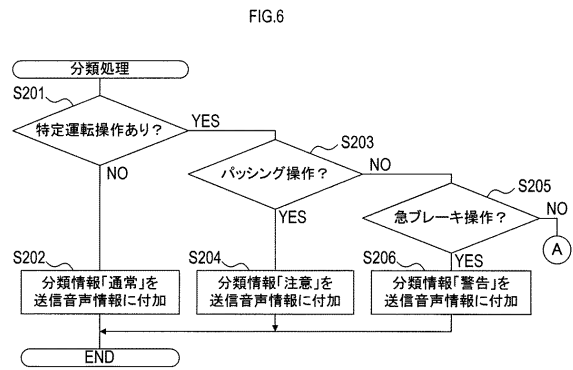 FIG.6
分類処理
S201
特定運転操作あり?
YES
NO
S203
パッシング操作?
NO
YES
S205
急ブレーキ操作?
NO
YES
A
S202
分類情報「通常」を
送信音声情報に付加
S204
分類情報「注意」を
送信音声情報に付加
S206
分類情報「警告」を
送信音声情報に付加
END